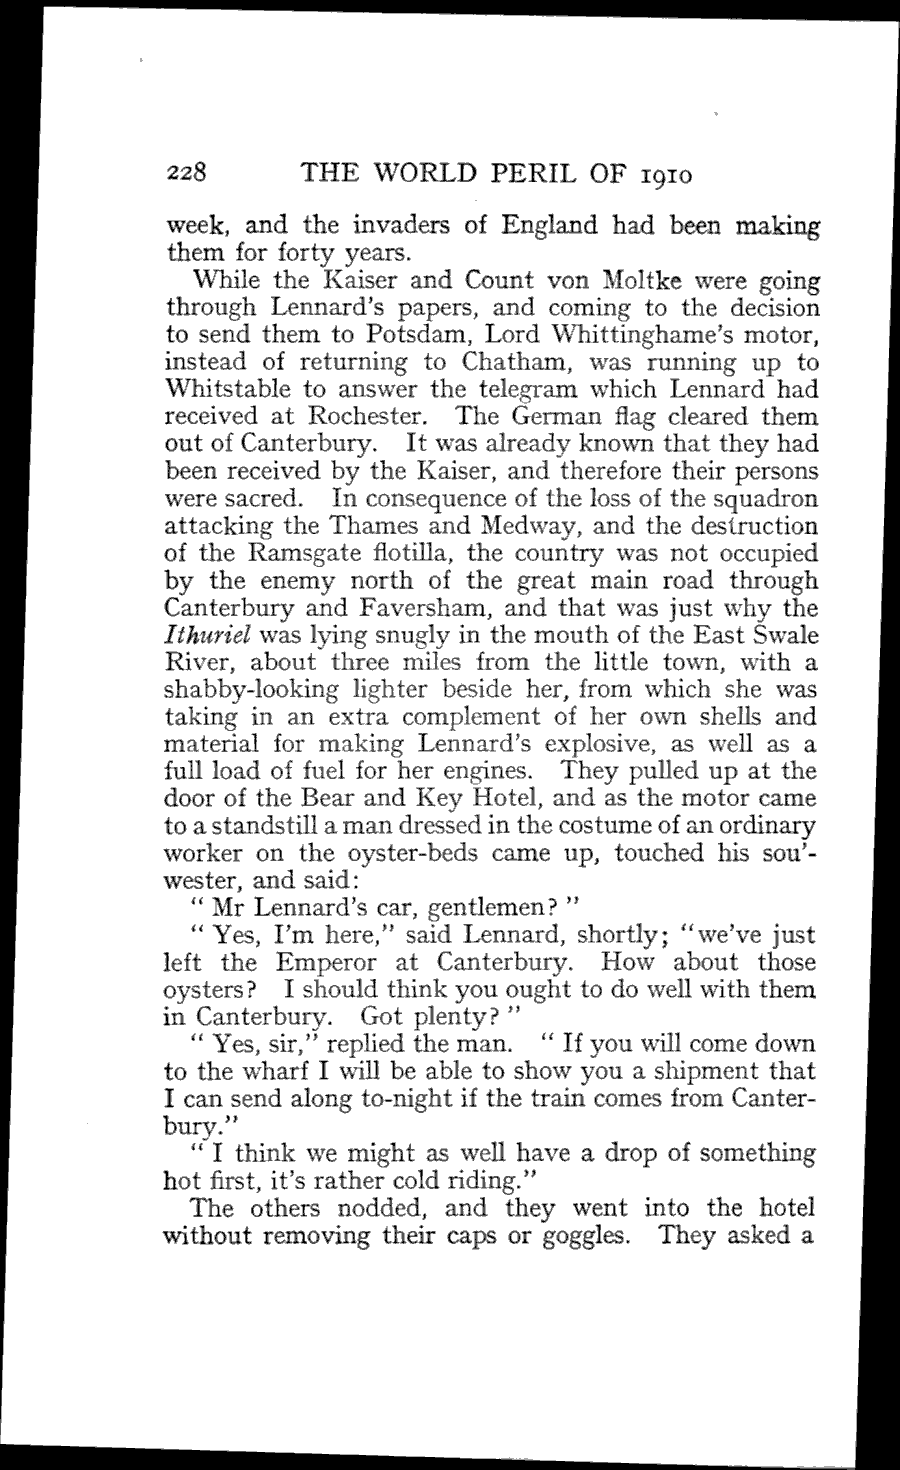 228 THE WORLD PERIL OF 1910
week, and the invaders of England had been making
them for forty years.
While the Kaiser and Count von Moltke were going
through Lennard's papers, and coming to the decision
to send them to Potsdam, Lord Whittinghame's motor,
instead of returning to Chatham, was running up to
Whitstable to answer the telegram which Lennard had
received at Rochester. The German flag cleared them
out of Canterbury. It was already known that they had
been received by the Kaiser, and therefore their persons
were sacred. In consequence of the loss of the squadron
attacking the Thames and Medway, and the destruction
of the Ramsgate flotilla, the country was not occupied
by the enemy north of the great main road through
Canterbury and Faversham, and that was just why the
Ithuriel was lying snugly in the mouth of the East Swale
River, about three miles from the little town, with a
shabby-looking lighter beside her, from which she was
taking in an extra complement of her own shells and
material for making Lennard's explosive, as well as a
full load of fuel for her engines. They pulled up at the
door of the Bear and Key Hotel, and as the motor came
to a standstill a man dressed in the costume of an ordinary
worker on the oyster-beds came up, touched his sou'-
wester, and said:
" Mr Lennard's car, gentlemen? "
" Yes, I'm here," said Lennard, shortly; "we've just
left the Emperor at Canterbury. How about those
oysters? I should think you ought to do well with them
in Canterbury. Got plenty? "
" Yes, sir," replied the man. " If you will come down
to the wharf I will be able to show you a shipment that
I can send along to-night if the train comes from Canter-
bury."
" I think we might as well have a drop of something
hot first, it's rather cold riding."
The others nodded, and they went into the hotel
without removing their caps or goggles. They asked a